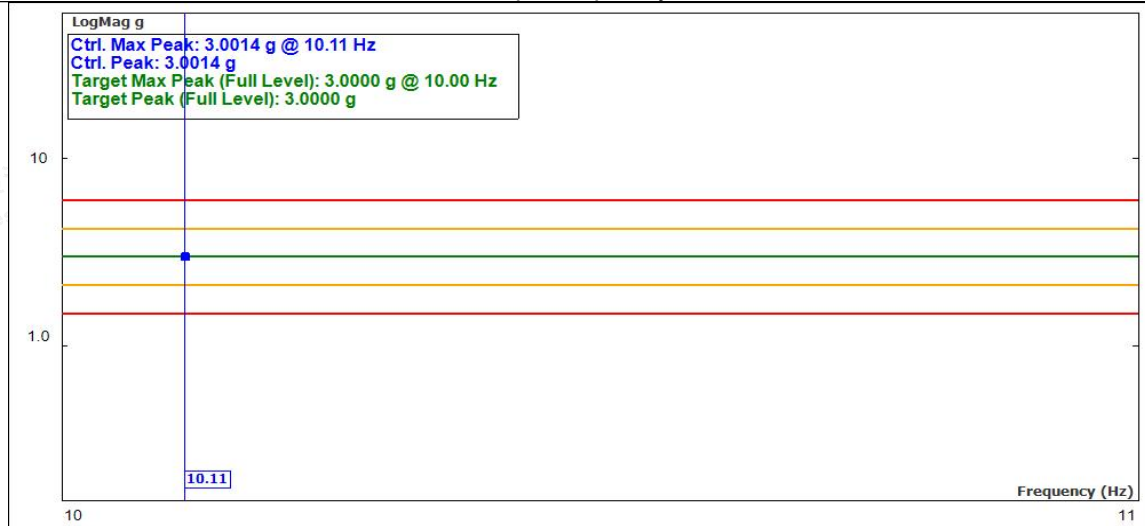 LogMag g
Ctrl. Max Peak: 3.0014 g @ 10.11 Hz
Ctrl. Peak: 3.0014 g
Target Max Peak (Full Level): 3.0000 g @ 10.00 Hz
Target Peak (Full Level): 3.0000 g
10
1.0
10.11
Frequency (Hz)
10
11